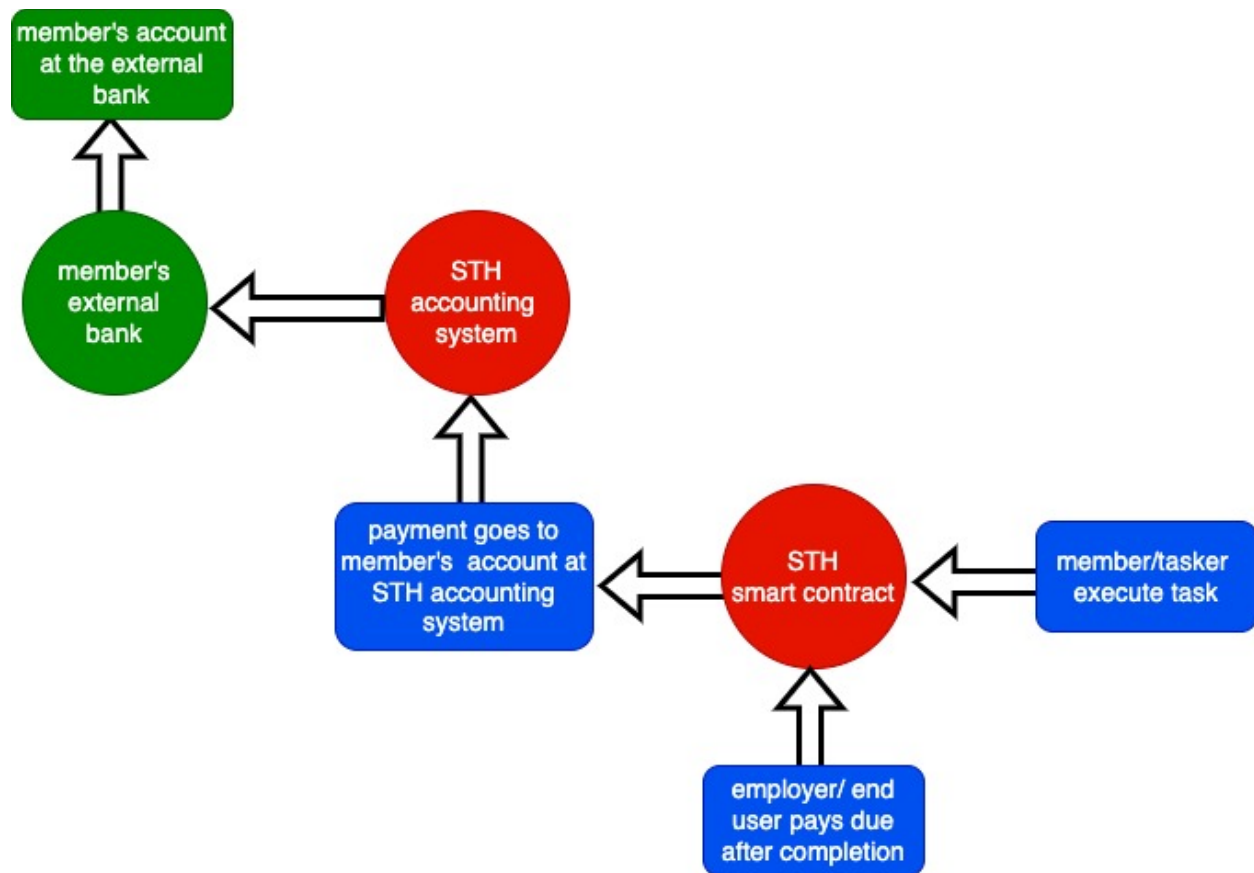 member's account
at the external
bank
member's
external
bank
STH
accounting
system
payment goes to
member's  account at
STH accounting
system
STH
smart contract
member/tasker
execute task
employer/ end
user pays due
after completion